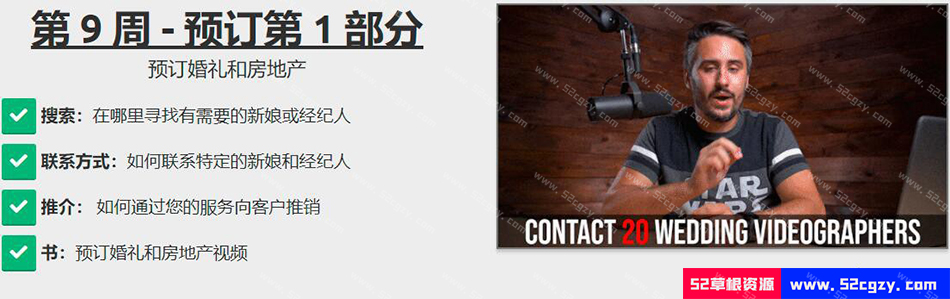 第 9 周 - 预订第 1 部分
预订婚礼和房地产
搜索：在哪里寻找有需要的新娘或经纪人
联系方式：如何联系特定的新娘和经纪人
推介： 如何通过您的服务向客户推销
书：预订婚礼和房地产视频
STAR
WARS
CONTACT 20 WEDDING VIDEOGRAPHERS
52草根资源
www.52cgzy.com